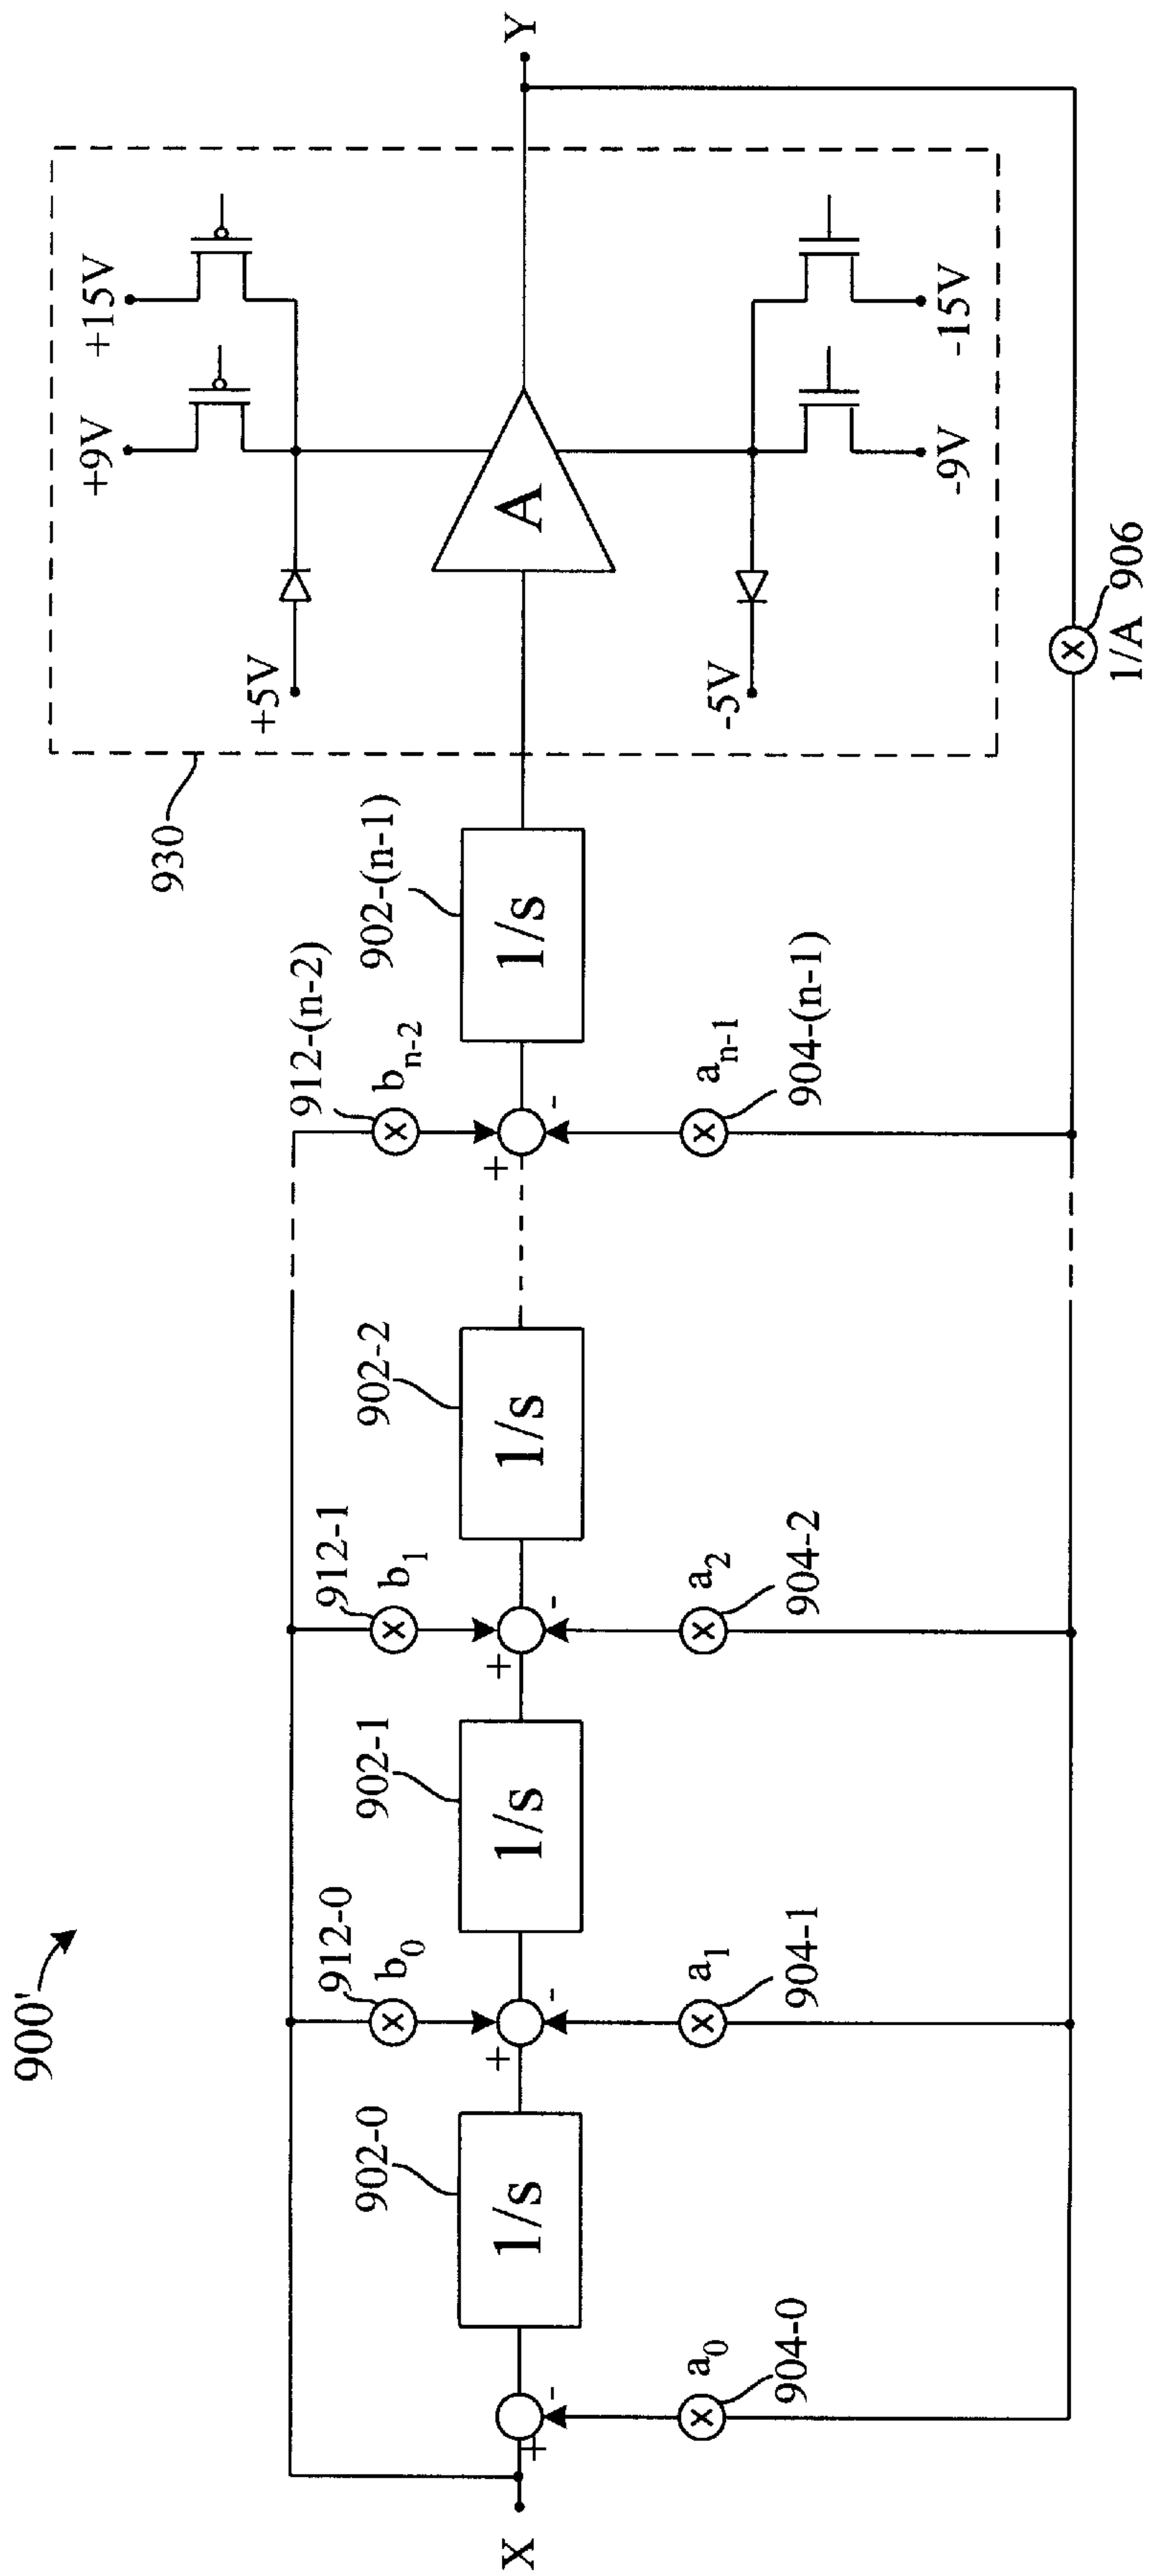 900'
X
Y
912-0
b0
912-1
b1
912-(n-2)
bn-2
902-0
1/s
902-1
1/s
902-2
1/s
902-(n-1)
1/s
+
-
+
-
+
-
+
-
a0
904-0
a1
904-1
a2
904-2
an-1
904-(n-1)
930
+5V
+9V
+15V
A
-5V
-9V
-15V
x
x
x
x
x
x
x
x
1/A 906